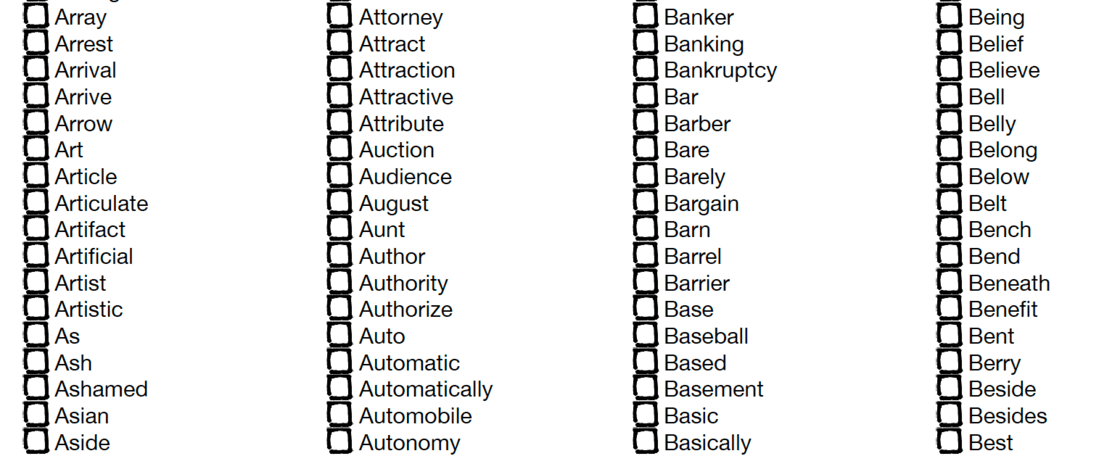 Array
Arrest
Arrival
Arrive
Arrow
Art
Article
Articulate
Artifact
Artificial
Artist
Artistic
As
Ash
Ashamed
Asian
Aside
Attorney
Attract
Attraction
Attractive
Attribute
Auction
Audience
August
Aunt
Author
Authority
Authorize
Auto
Automatic
Automatically
Automobile
Autonomy
Banker
Banking
Bankruptcy
Bar
Barber
Bare
Barely
Bargain
Barn
Barrel
Barrier
Base
Baseball
Based
Basement
Basic
Basically
Being
Belief
Believe
Bell
Belly
Belong
Below
Belt
Bench
Bend
Beneath
Benefit
Bent
Berry
Beside
Besides
Best